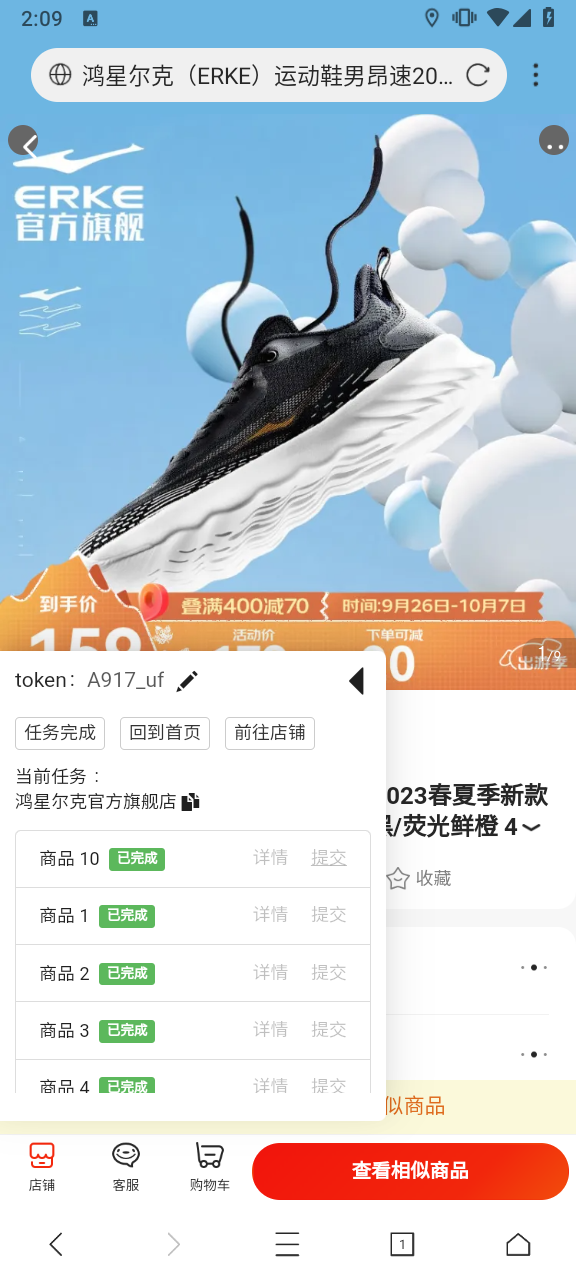 2:09
鸿星尔克（ERKE）运动鞋男昂速20...
ERKE
官方旗舰
到手价
叠满400减70
时间:9月26日-10月7日
159
活动价
下单可减
出游季
1/9
token： A917_uf
任务完成 回到首页 前往店铺
当前任务：
鸿星尔克官方旗舰店
023春夏季新款
/荧光鲜橙 4
收藏
商品 10 已完成 详情 提交
商品 1 已完成 详情 提交
商品 2 已完成 详情 提交
商品 3 已完成 详情 提交
商品 4 已完成 详情 提交
似商品
店铺 客服 购物车 查看相似商品
1